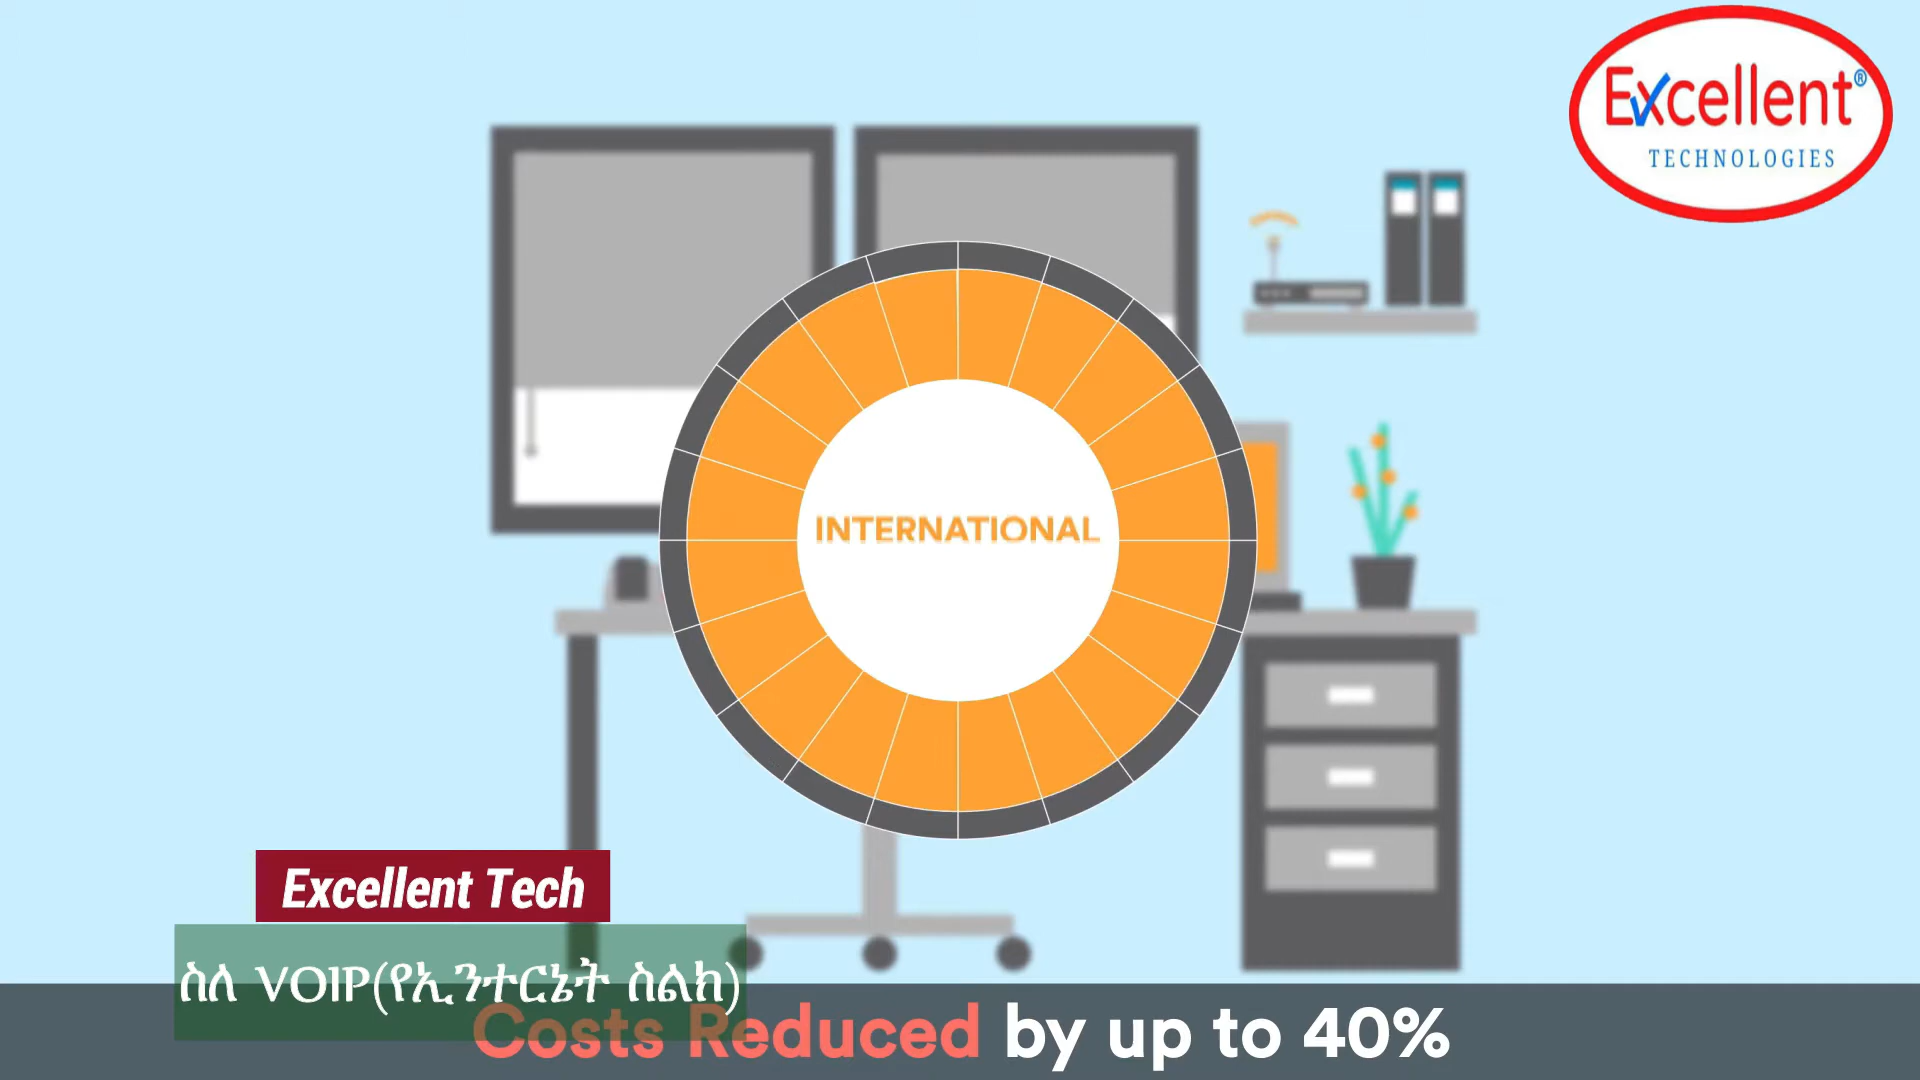 Excellent®
TECHNOLOGIES
INTERNATIONAL
Excellent Tech
ስለ VOIP(የኢንተርኔት ስልክ)
Costs Reduced by up to 40%